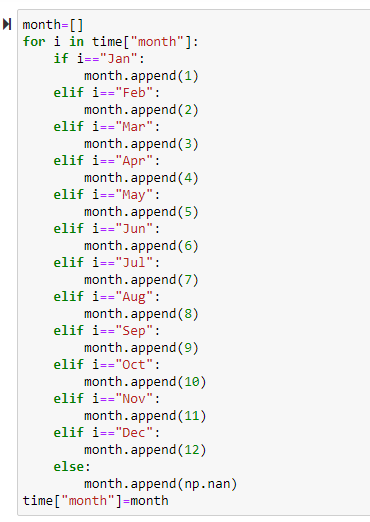 month=[]
for i in time["month"]:
    if i=="Jan":
        month.append(1)
    elif i=="Feb":
        month.append(2)
    elif i=="Mar":
        month.append(3)
    elif i=="Apr":
        month.append(4)
    elif i=="May":
        month.append(5)
    elif i=="Jun":
        month.append(6)
    elif i=="Jul":
        month.append(7)
    elif i=="Aug":
        month.append(8)
    elif i=="Sep":
        month.append(9)
    elif i=="Oct":
        month.append(10)
    elif i=="Nov":
        month.append(11)
    elif i=="Dec":
        month.append(12)
    else:
        month.append(np.nan)
time["month"]=month